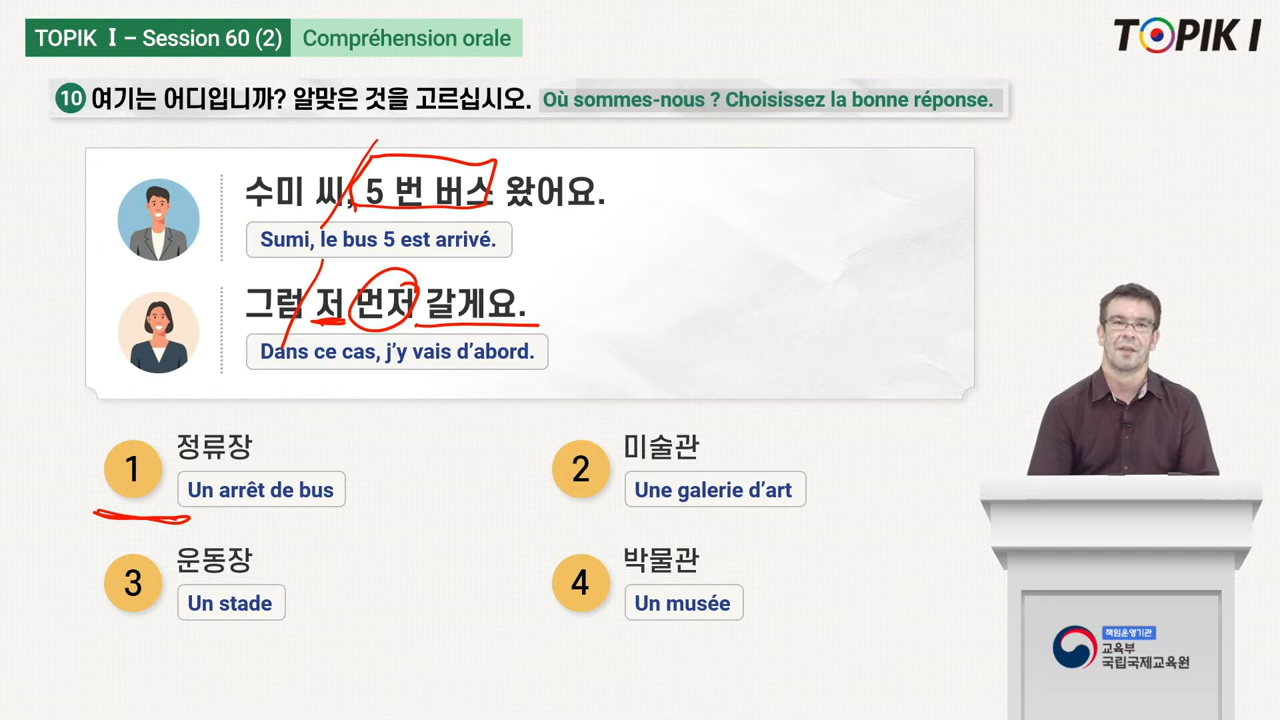 TOPIK Ⅰ – Session 60 (2) Compréhension orale
TOPIK I
10 여기는 어디입니까? 알맞은 것을 고르십시오. Où sommes-nous ? Choisissez la bonne réponse.
수미 씨, 5 번 버스 왔어요.
Sumi, le bus 5 est arrivé.
그럼 저 먼저 갈게요.
Dans ce cas, j’y vais d’abord.
1 정류장
Un arrêt de bus
2 미술관
Une galerie d’art
3 운동장
Un stade
4 박물관
Un musée
책임운영기관
교육부
국립국제교육원